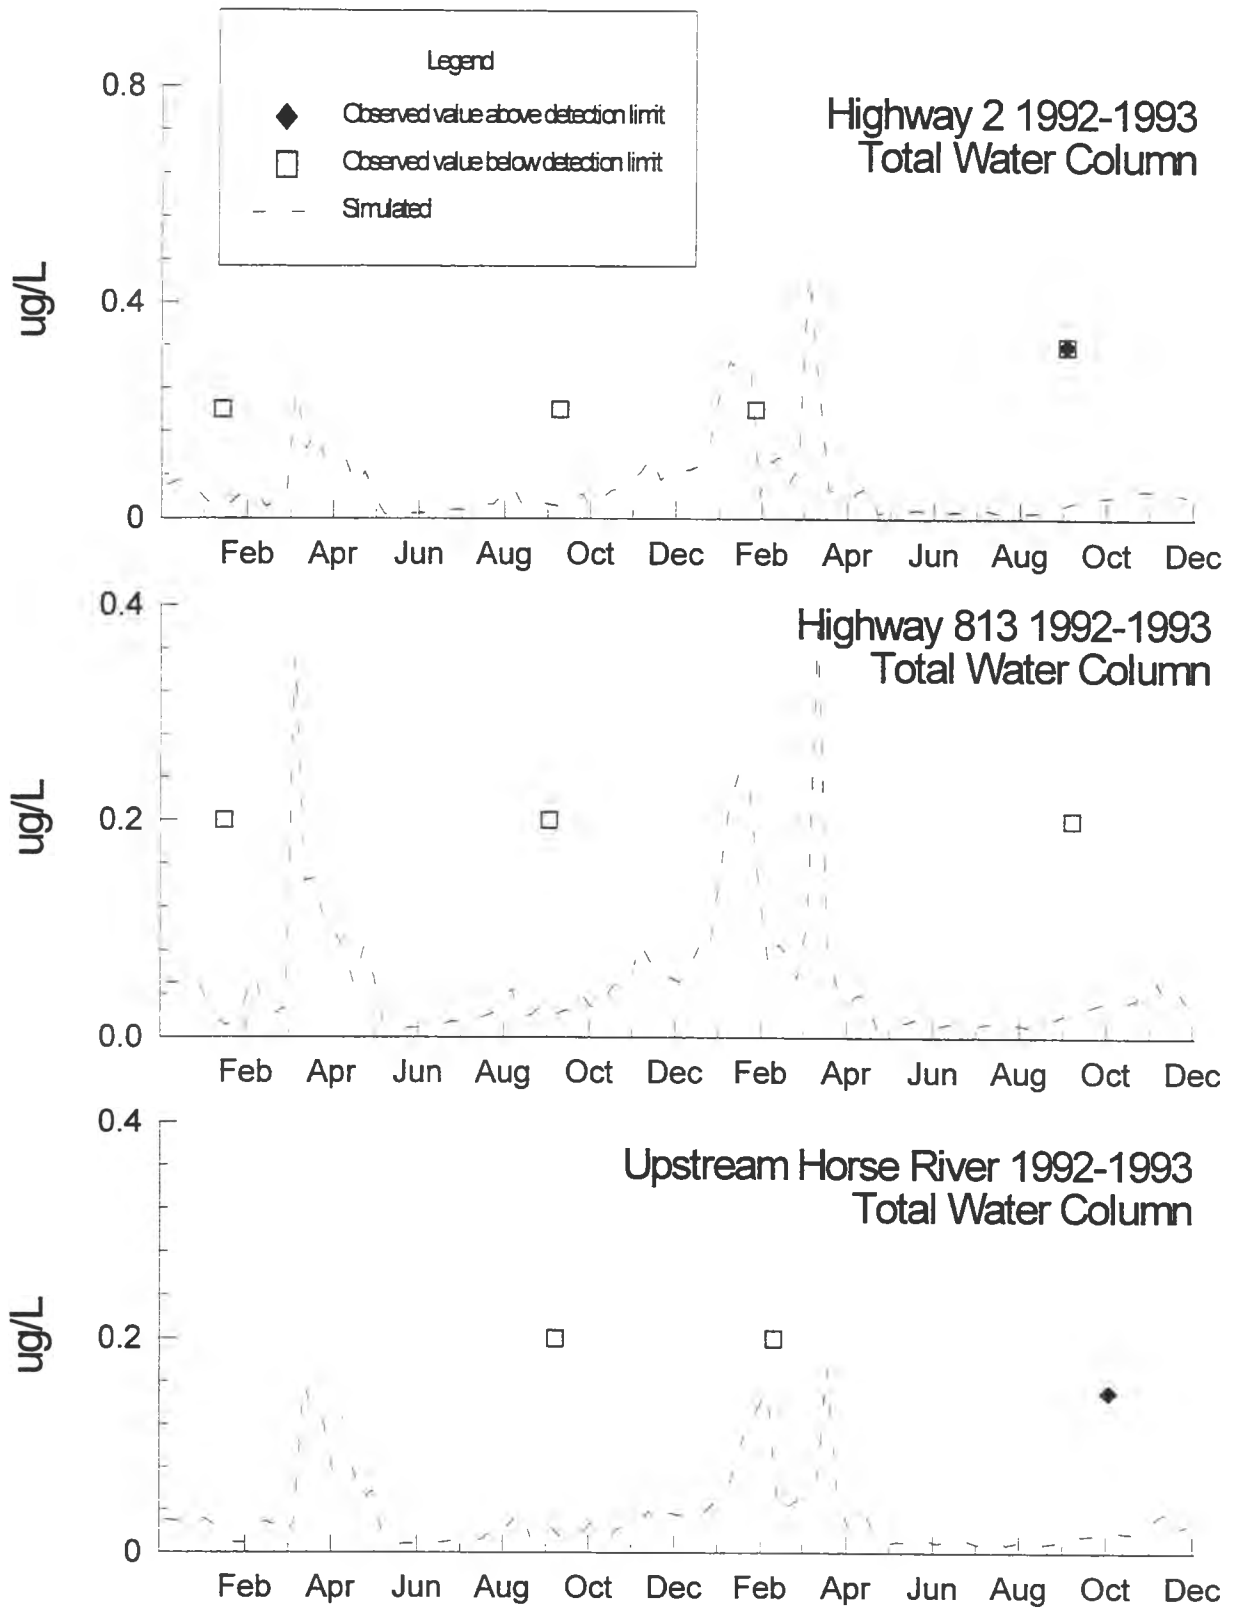 Legend
Observed value above detection limit
Observed value below detection limit
Simulated
Highway 2 1992-1993
Total Water Column
ug/L
0.8
0.4
0
Feb Apr Jun Aug Oct Dec Feb Apr Jun Aug Oct Dec
Highway 813 1992-1993
Total Water Column
ug/L
0.4
0.2
0.0
Feb Apr Jun Aug Oct Dec Feb Apr Jun Aug Oct Dec
Upstream Horse River 1992-1993
Total Water Column
ug/L
0.4
0.2
0
Feb Apr Jun Aug Oct Dec Feb Apr Jun Aug Oct Dec